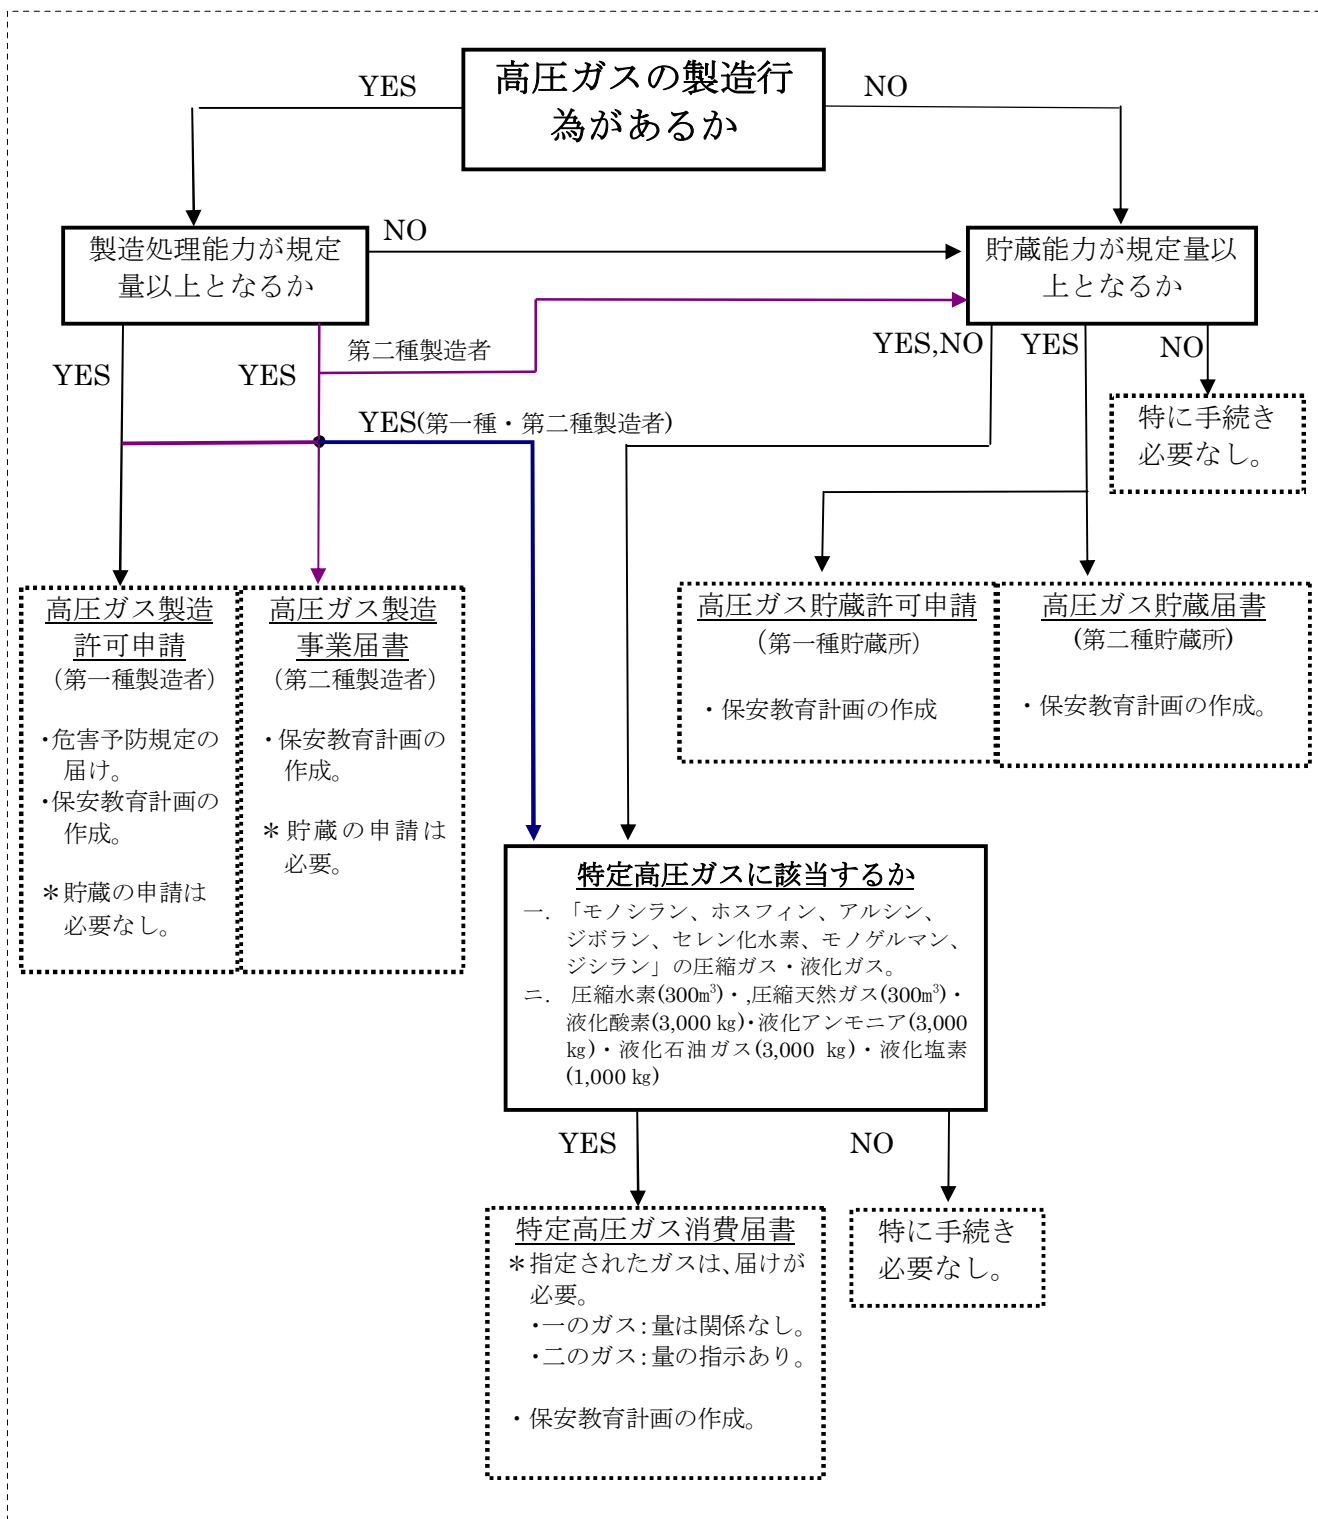 高圧ガスの製造行
為があるか
YES
NO
製造処理能力が規定
量以上となるか
NO
貯蔵能力が規定量以
上となるか
第二種製造者
YES
YES
YES(第一種・第二種製造者)
YES,NO
YES
NO
特に手続き
必要なし。
高圧ガス製造
許可申請
(第一種製造者)
・危害予防規定の
届け。
・保安教育計画の
作成。
＊貯蔵の申請は
必要なし。
高圧ガス製造
事業届書
(第二種製造者)
・保安教育計画の
作成。
＊貯蔵の申請は
必要。
高圧ガス貯蔵許可申請
(第一種貯蔵所)
・保安教育計画の作成
高圧ガス貯蔵届書
(第二種貯蔵所)
・保安教育計画の作成。
特定高圧ガスに該当するか
一. 「モノシラン、ホスフィン、アルシン、
ジボラン、セレン化水素、モノゲルマン、
ジシラン」の圧縮ガス・液化ガス。
二. 圧縮水素(300㎥)・,圧縮天然ガス(300㎥)・
液化酸素(3,000 ㎏)・液化アンモニア(3,000
㎏)・液化石油ガス(3,000 ㎏)・液化塩素
(1,000 ㎏)
YES
NO
特定高圧ガス消費届書
＊指定されたガスは、届けが
必要。
・一のガス：量は関係なし。
・二のガス：量の指示あり。
・保安教育計画の作成。
特に手続き
必要なし。